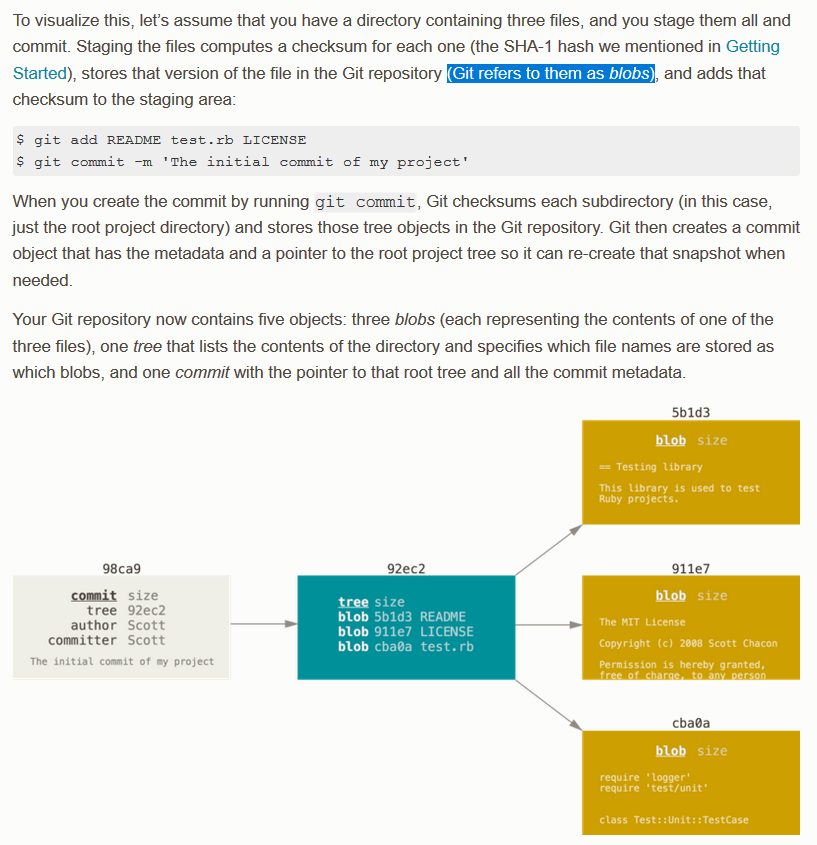 To visualize this, let’s assume that you have a directory containing three files, and you stage them all and
commit. Staging the files computes a checksum for each one (the SHA-1 hash we mentioned in Getting
Started), stores that version of the file in the Git repository (Git refers to them as blobs), and adds that
checksum to the staging area:
$ git add README test.rb LICENSE
$ git commit -m 'The initial commit of my project'
When you create the commit by running git commit, Git checksums each subdirectory (in this case,
just the root project directory) and stores those tree objects in the Git repository. Git then creates a commit
object that has the metadata and a pointer to the root project tree so it can re-create that snapshot when
needed.
Your Git repository now contains five objects: three blobs (each representing the contents of one of the
three files), one tree that lists the contents of the directory and specifies which file names are stored as
which blobs, and one commit with the pointer to that root tree and all the commit metadata.
98ca9
commit size
tree 92ec2
author Scott
committer Scott
The initial commit of my project
92ec2
tree size
blob 5b1d3 README
blob 911e7 LICENSE
blob cba0a test.rb
5b1d3
blob size
== Testing library
This library is used to test
Ruby projects.
911e7
blob size
The MIT License
Copyright (c) 2008 Scott Chacon
Permission is hereby granted,
free of charge, to any person
cba0a
blob size
require 'logger'
require 'test/unit'
class Test::Unit::TestCase